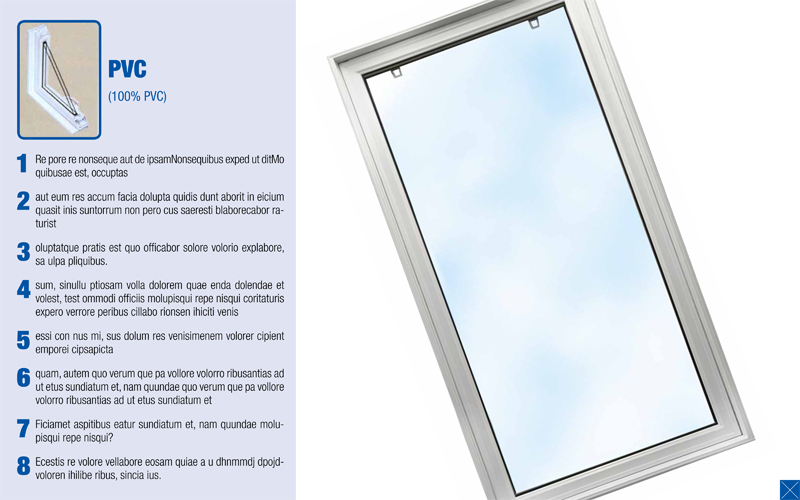 PVC
(100% PVC)
1 Re pore re nonseque aut de ipsamNonsequibus exped ut ditMo
quibusae est, occuptas
2 aut eum res accum facia dolupta quidis dunt aborit in eicium
quasit inis suntorrum non pero cus saeresti blaborecabor ra-
turist
3 oluptatque pratis est quo officabor solore volorio explabore,
sa ulpa pliquibus.
4 sum, sinullu ptiosam volla dolorem quae enda dolendae et
volest, test ommodi officiis molupisqui repe nisqui coritaturis
expero verrore peribus cillabo rionsen ihiciti venis
5 essi con nus mi, sus dolum res venisimenem volorer cipient
emporei cipsapicta
6 quam, autem quo verum que pa vollore volorro ribusantias ad
ut etus sundiatum et, nam quundae quo verum que pa vollore
volorro ribusantias ad ut etus sundiatum et
7 Ficiamet aspitibus eatur sundiatum et, nam quundae molu-
pisqui repe nisqui?
8 Ecestis re volore vellabore eosam quiae a u dhnmmdj dpojd-
voloren ihilibe ribus, sincia ius.